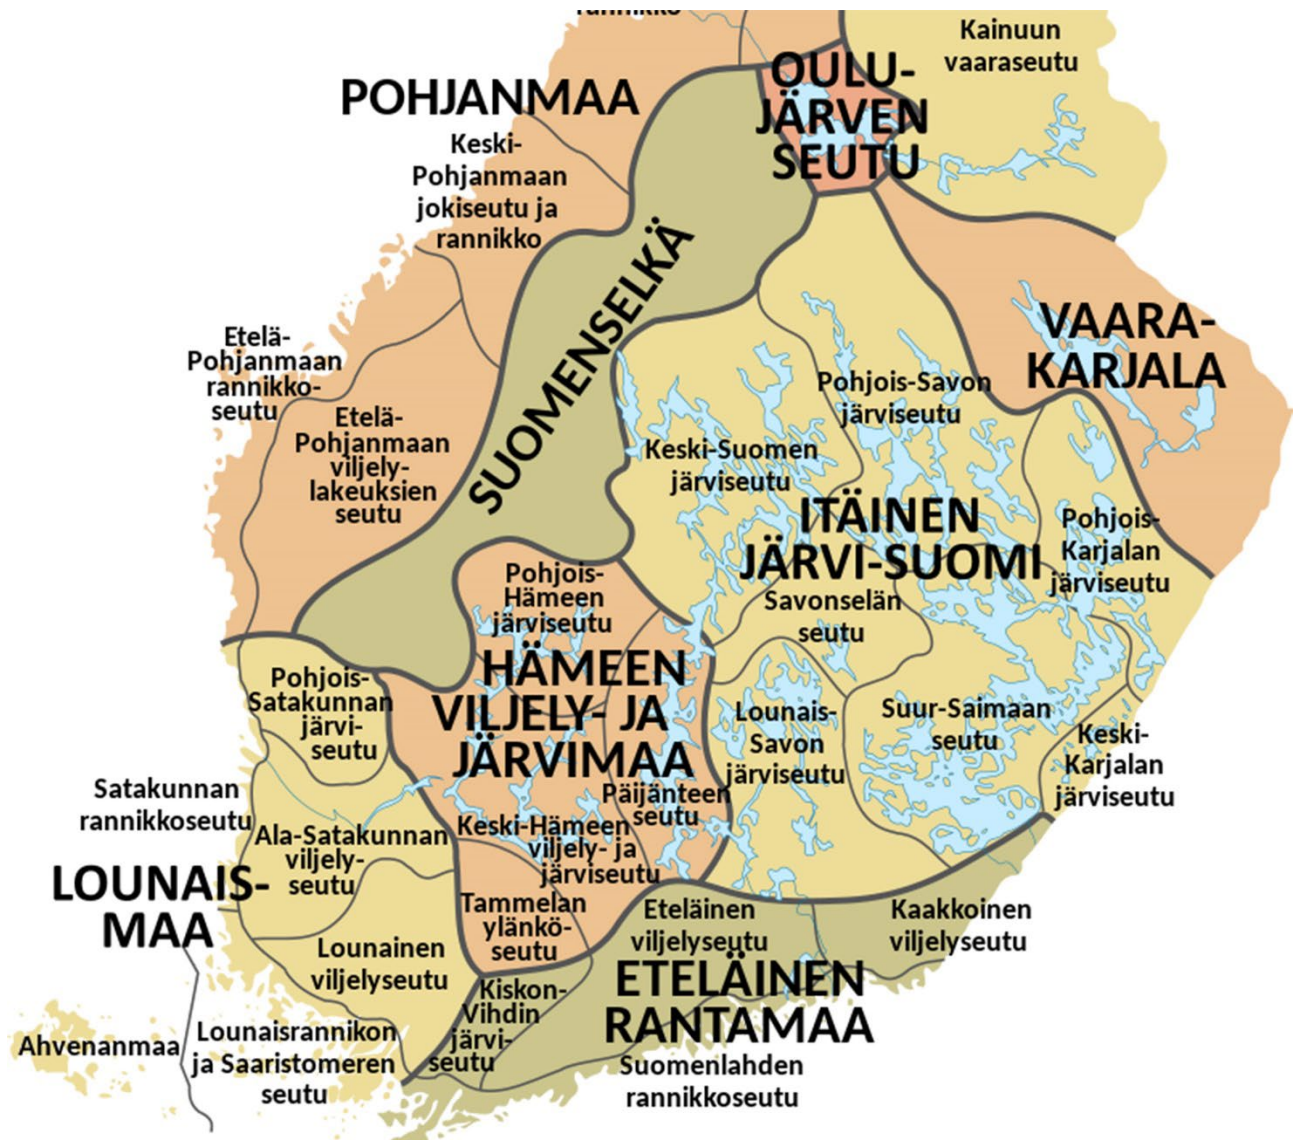 rannikko
Kainuun
vaaraseutu
OULU-
JÄRVEN
SEUTU
POHJANMAA
Keski-
Pohjanmaan
jokiseutu ja
rannikko
SUOMENSELKÄ
VAARA-
KARJALA
Etelä-
Pohjanmaan
rannikko-
seutu
Etelä-
Pohjanmaan
viljely-
lakeuksien
seutu
Pohjois-Savon
järviseutu
Keski-Suomen
järviseutu
ITÄINEN
JÄRVI-SUOMI
Pohjois-
Karjalan
järviseutu
Savonselän
seutu
Pohjois-
Hämeen
järviseutu
HÄMEEN
VILJELY- JA
JÄRVIMAA
Pohjois-
Satakunnan
järvi-
seutu
Lounais-
Savon
järviseutu
Suur-Saimaan
seutu
Keski-
Karjalan
järviseutu
Satakunnan
rannikkoseutu
Päijänteen
seutu
Ala-Satakunnan
viljely-
seutu
Keski-Hämeen
viljely- ja
järviseutu
LOUNAIS-
MAA
Tammelan
ylänkö-
seutu
Eteläinen
viljelyseutu
Kaakkoinen
viljelyseutu
Lounainen
viljelyseutu
ETELÄINEN
RANTAMAA
Kiskon-
Vihdin
järvi-
seutu
Ahvenanmaa
Lounaisrannikon
ja Saaristomeren
seutu
Suomenlahden
rannikkoseutu